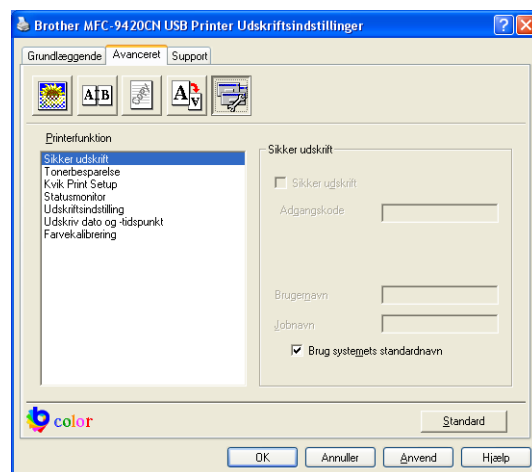 Brother MFC-9420CN USB Printer Udskriftsindstillinger
Grundlæggende Avanceret Support
A B
A A
Printerfunktion
Sikker udskrift
Tonerbesparelse
Kvik Print Setup
Statusmonitor
Udskriftsindstilling
Udskriv dato og -tidspunkt
Farvekalibrering
Sikker udskrift
Sikker udskrift
Adgangskode
Brugernavn
Jobnavn
Brug systemets standardnavn
b color
Standard
OK Annuller Anvend Hjælp